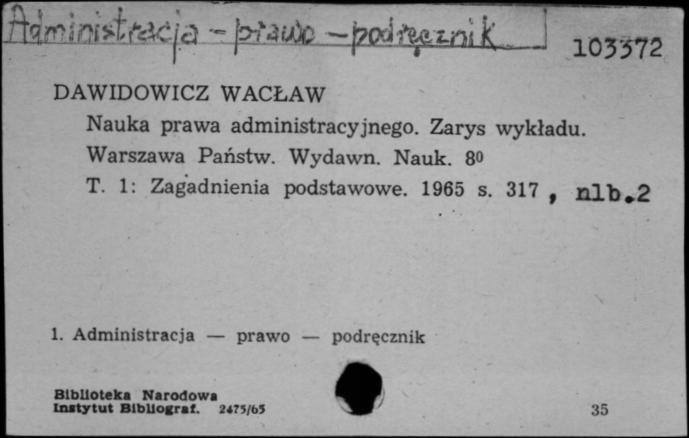 Administracja - prawo - podręcznik
103372
DAWIDOWICZ WACŁAW
Nauka prawa administracyjnego. Zarys wykładu.
Warszawa Państw. Wydawn. Nauk. 8⁰
T. 1: Zagadnienia podstawowe. 1965 s. 317 , nlb.2
1. Administracja — prawo — podręcznik
Biblioteka Narodowa
Instytut Bibliograf. 2475/65
35